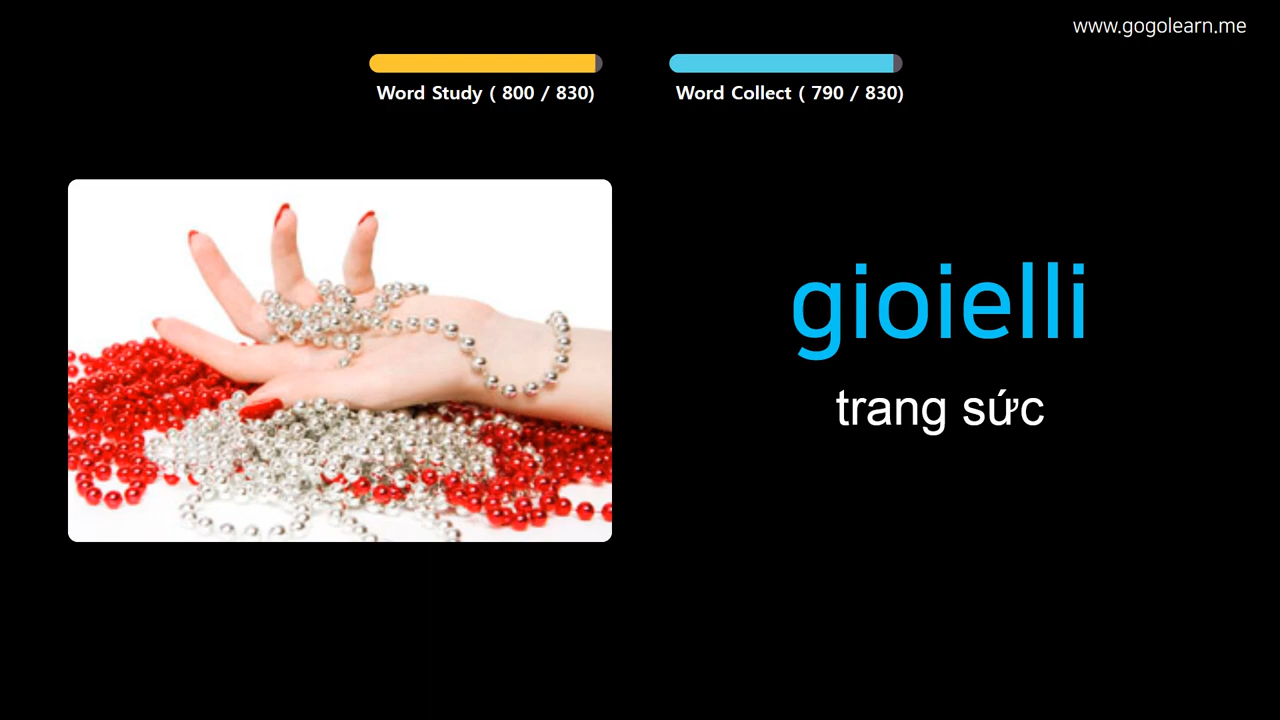 www.gogolearn.me
Word Study ( 800 / 830)
Word Collect ( 790 / 830)
gioielli
trang sức